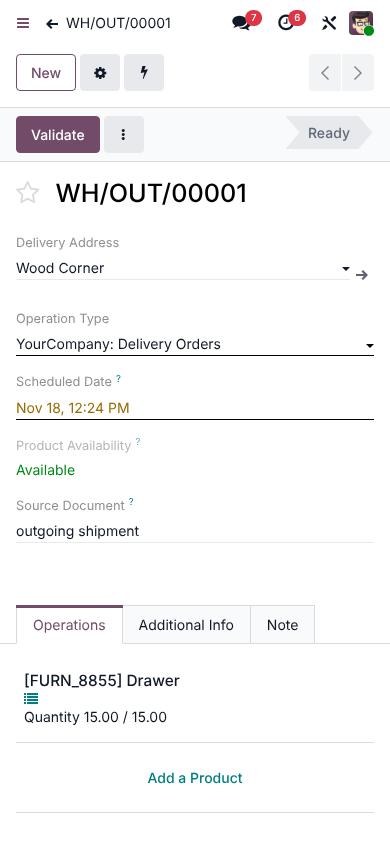 WH/OUT/00001
7
6
New
Validate
Ready
WH/OUT/00001
Delivery Address
Wood Corner
Operation Type
YourCompany: Delivery Orders
Scheduled Date ?
Nov 18, 12:24 PM
Product Availability ?
Available
Source Document ?
outgoing shipment
Operations
Additional Info
Note
[FURN_8855] Drawer
Quantity 15.00 / 15.00
Add a Product